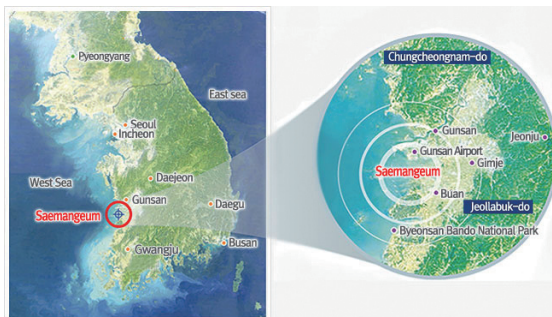 Pyeongyang
East sea
Seoul
Incheon
West Sea
Daejeon
Gunsan
Daegu
Saemangeum
Busan
Gwangju
Chungcheongnam-do
Gunsan
Jeonju
Gunsan Airport
Gimje
Saemangeum
Buan
Jeollabuk-do
Byeonsan Bando National Park